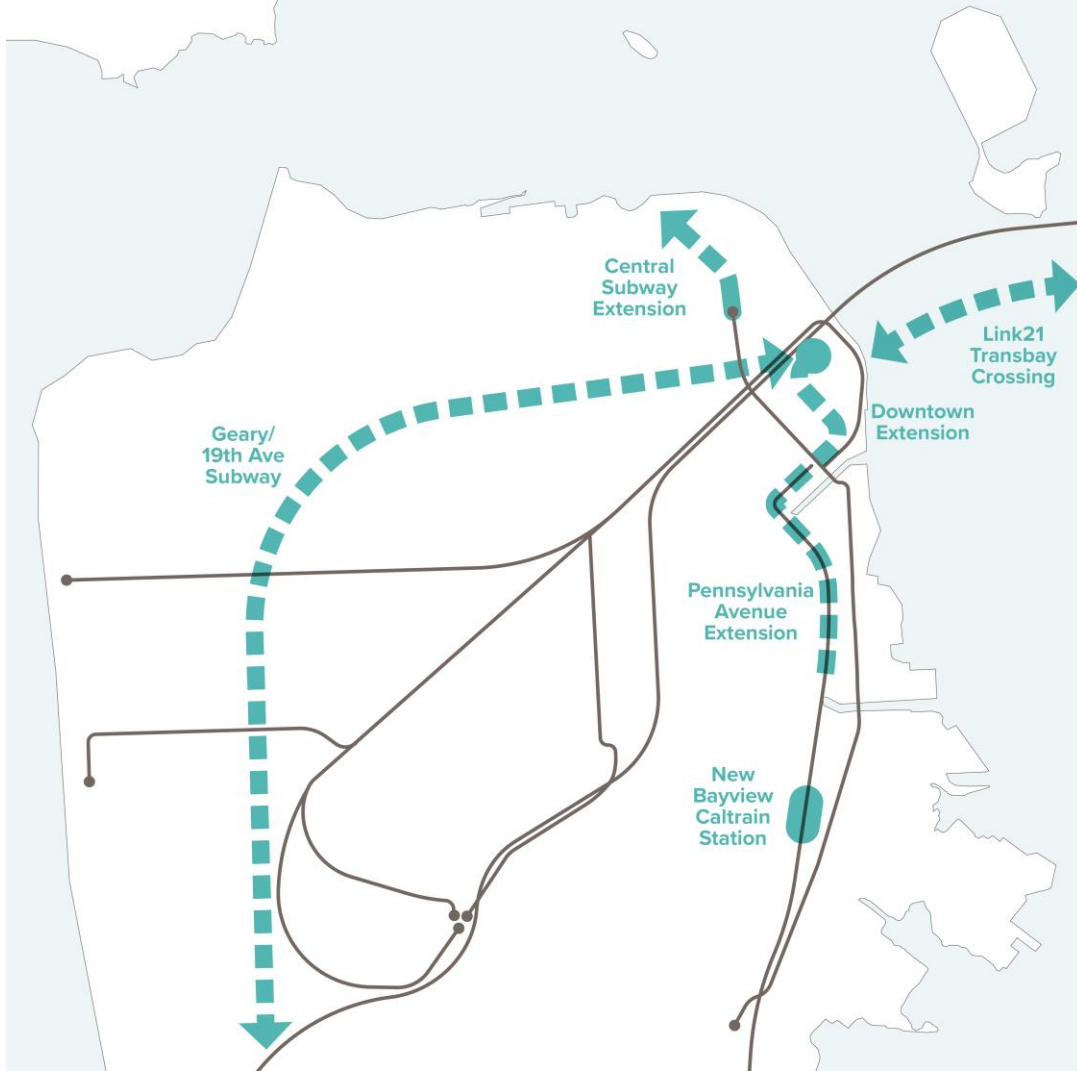 Central
Subway
Extension
Link21
Transbay
Crossing
Geary/
19th Ave
Subway
Downtown
Extension
Pennsylvania
Avenue
Extension
New
Bayview
Caltrain
Station